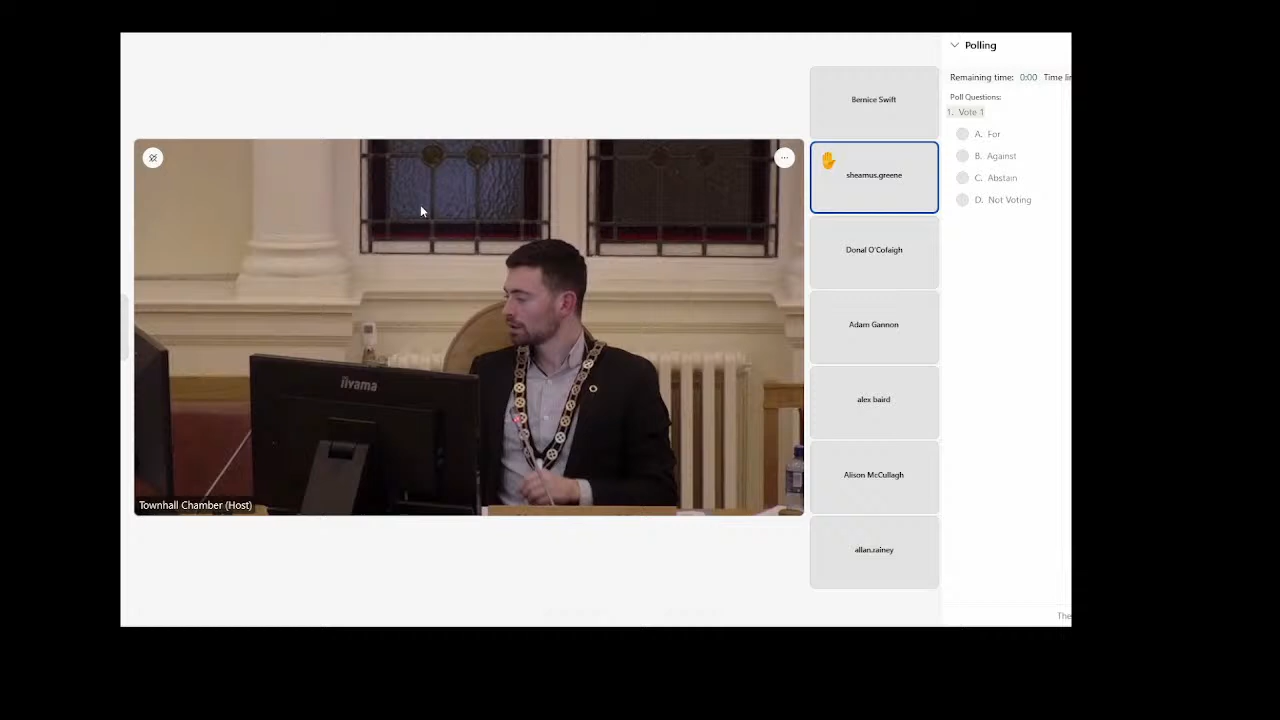 Polling
Remaining time: 0:00 Time
Poll Questions:
1. Vote 1
A. For
B. Against
C. Abstain
D. Not Voting
Bernice Swift
sheamus.greene
Donal O'Cofaigh
Adam Gannon
alex baird
Alison McCullagh
allan.rainey
iiyama
Townhall Chamber (Host)
The